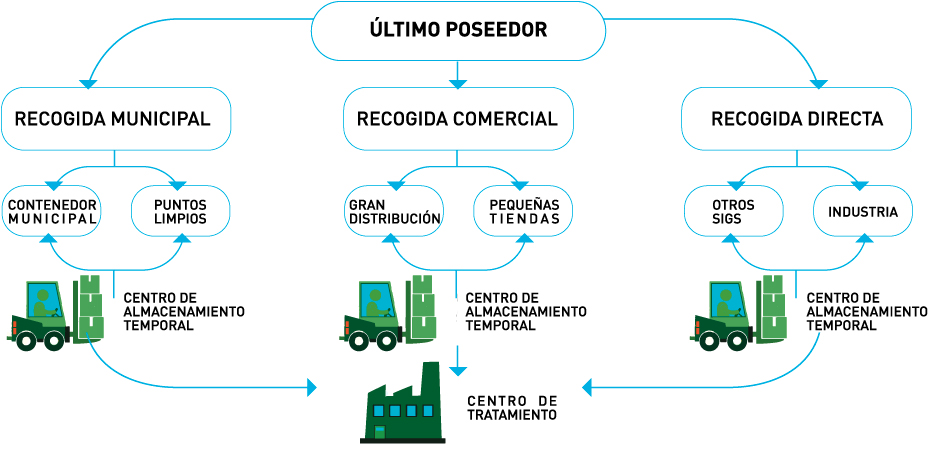 ÚLTIMO POSEEDOR
RECOGIDA MUNICIPAL
RECOGIDA COMERCIAL
RECOGIDA DIRECTA
CONTENEDOR
MUNICIPAL
PUNTOS
LIMPIOS
GRAN
DISTRIBUCIÓN
PEQUEÑAS
TIENDAS
OTROS
SIGS
INDUSTRIA
CENTRO DE
ALMACENAMIENTO
TEMPORAL
CENTRO DE
ALMACENAMIENTO
TEMPORAL
CENTRO DE
ALMACENAMIENTO
TEMPORAL
CENTRO DE
TRATAMIENTO